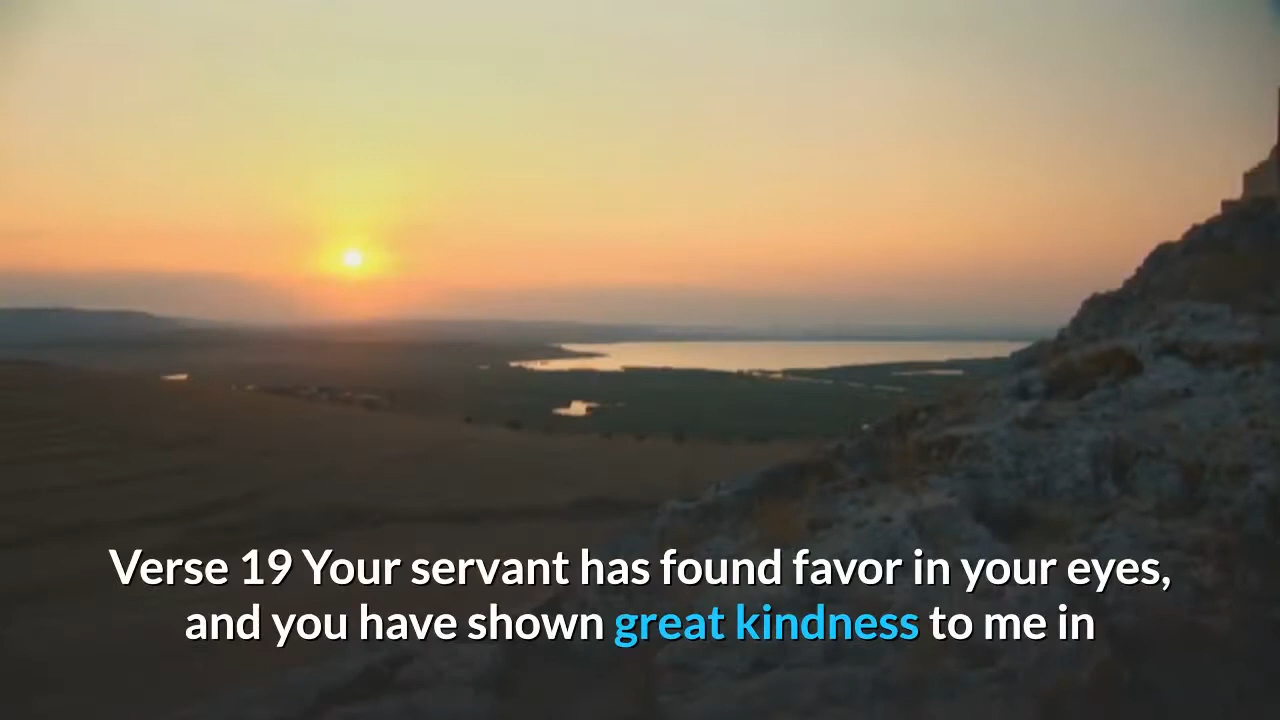 Verse 19 Your servant has found favor in your eyes,
and you have shown great kindness to me in